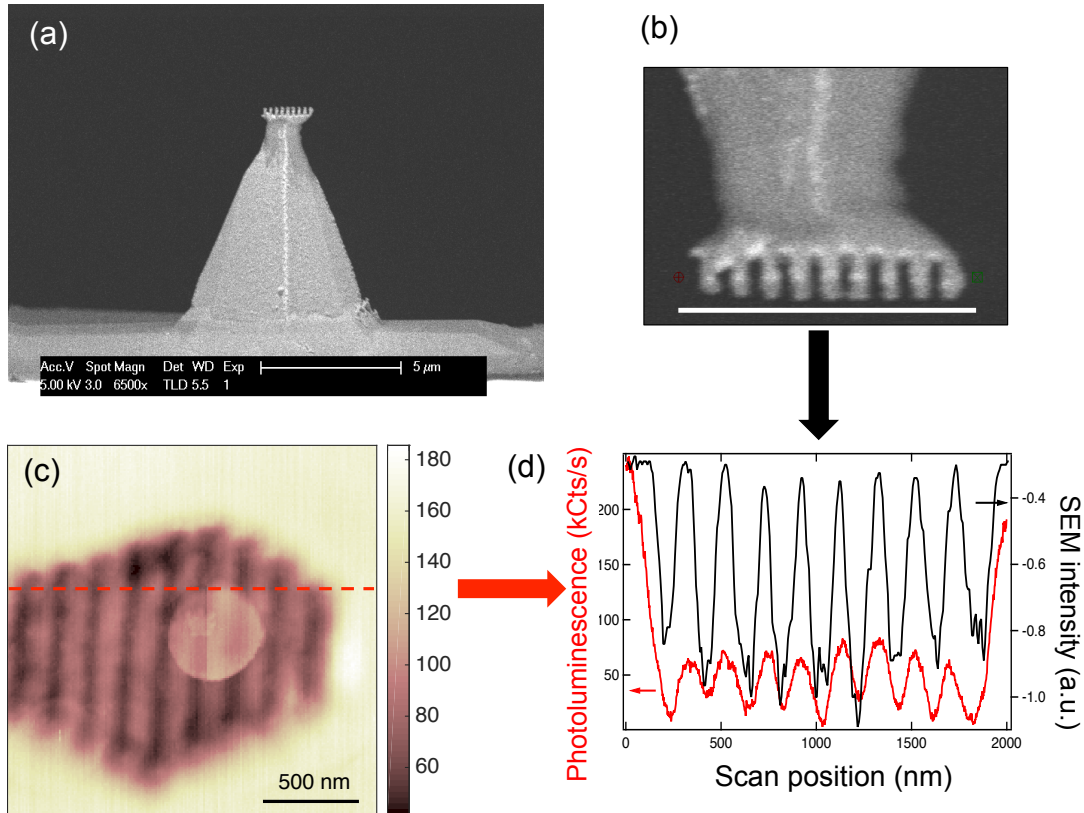 (a)
Acc.V Spot Magn Det WD Exp 5 µm
5.00 kV 3.0 6500x TLD 5.5 1
(b)
(c)
180
160
140
120
100
80
60
500 nm
(d)
Photoluminescence (kCts/s)
200
150
100
50
-0.4
-0.6
-0.8
-1.0
SEM intensity (a.u.)
0 500 1000 1500 2000
Scan position (nm)